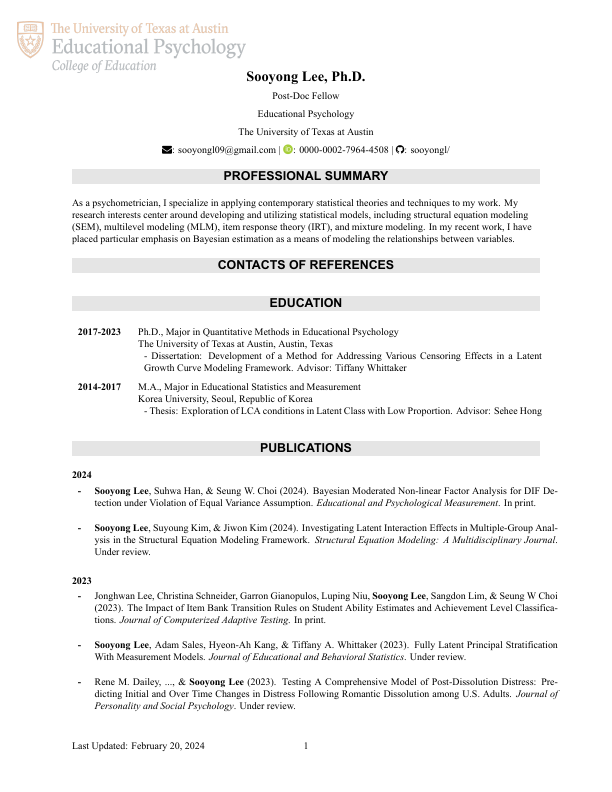 The University of Texas at Austin
Educational Psychology
College of Education
Sooyong Lee, Ph.D.
Post-Doc Fellow
Educational Psychology
The University of Texas at Austin
: sooyongl09@gmail.com | : 0000-0002-7964-4508 | : sooyongl/
PROFESSIONAL SUMMARY
As a psychometrician, I specialize in applying contemporary statistical theories and techniques to my work. My
research interests center around developing and utilizing statistical models, including structural equation modeling
(SEM), multilevel modeling (MLM), item response theory (IRT), and mixture modeling. In my recent work, I have
placed particular emphasis on Bayesian estimation as a means of modeling the relationships between variables.
CONTACTS OF REFERENCES
EDUCATION
2017-2023 Ph.D., Major in Quantitative Methods in Educational Psychology
The University of Texas at Austin, Austin, Texas
- Dissertation: Development of a Method for Addressing Various Censoring Effects in a Latent
Growth Curve Modeling Framework. Advisor: Tiffany Whittaker
2014-2017 M.A., Major in Educational Statistics and Measurement
Korea University, Seoul, Republic of Korea
- Thesis: Exploration of LCA conditions in Latent Class with Low Proportion. Advisor: Sehee Hong
PUBLICATIONS
2024
- Sooyong Lee, Suhwa Han, & Seung W. Choi (2024). Bayesian Moderated Non-linear Factor Analysis for DIF De-
tection under Violation of Equal Variance Assumption. Educational and Psychological Measurement. In print.
- Sooyong Lee, Suyoung Kim, & Jiwon Kim (2024). Investigating Latent Interaction Effects in Multiple-Group Anal-
ysis in the Structural Equation Modeling Framework. Structural Equation Modeling: A Multidisciplinary Journal.
Under review.
2023
- Jonghwan Lee, Christina Schneider, Garron Gianopulos, Luping Niu, Sooyong Lee, Sangdon Lim, & Seung W Choi
(2023). The Impact of Item Bank Transition Rules on Student Ability Estimates and Achievement Level Classifica-
tions. Journal of Computerized Adaptive Testing. In print.
- Sooyong Lee, Adam Sales, Hyeon-Ah Kang, & Tiffany A. Whittaker (2023). Fully Latent Principal Stratification
With Measurement Models. Journal of Educational and Behavioral Statistics. Under review.
- Rene M. Dailey, ..., & Sooyong Lee (2023). Testing A Comprehensive Model of Post-Dissolution Distress: Pre-
dicting Initial and Over Time Changes in Distress Following Romantic Dissolution among U.S. Adults. Journal of
Personality and Social Psychology. Under review.
Last Updated: February 20, 2024 1